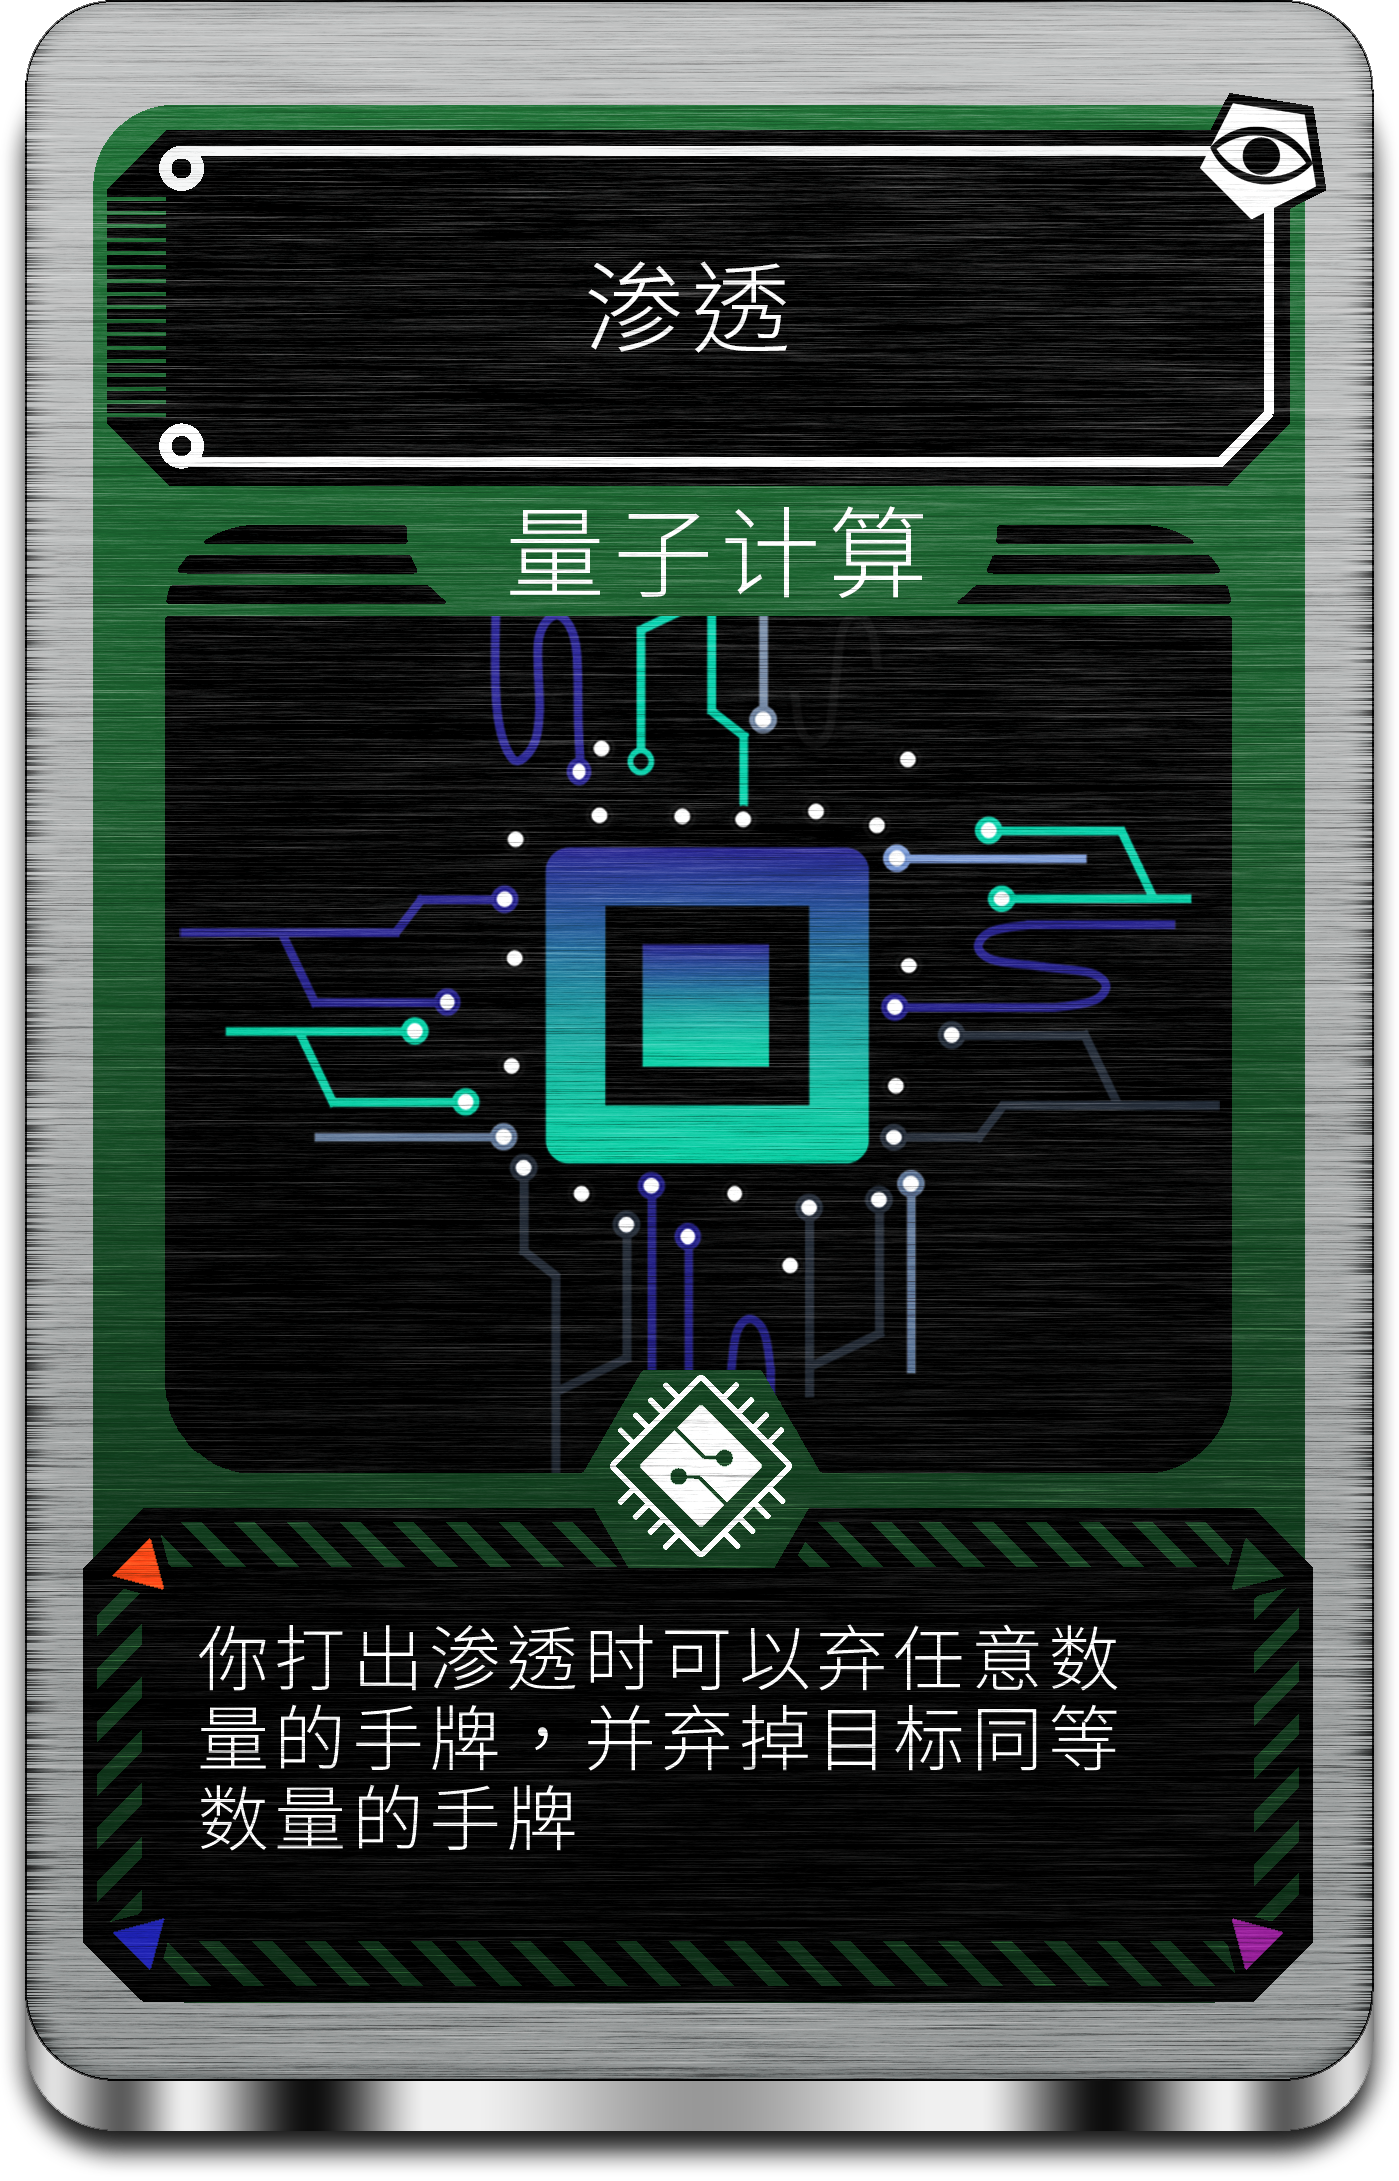 渗透
量子计算
你打出渗透时可以弃任意数
量的手牌，并弃掉目标同等
数量的手牌